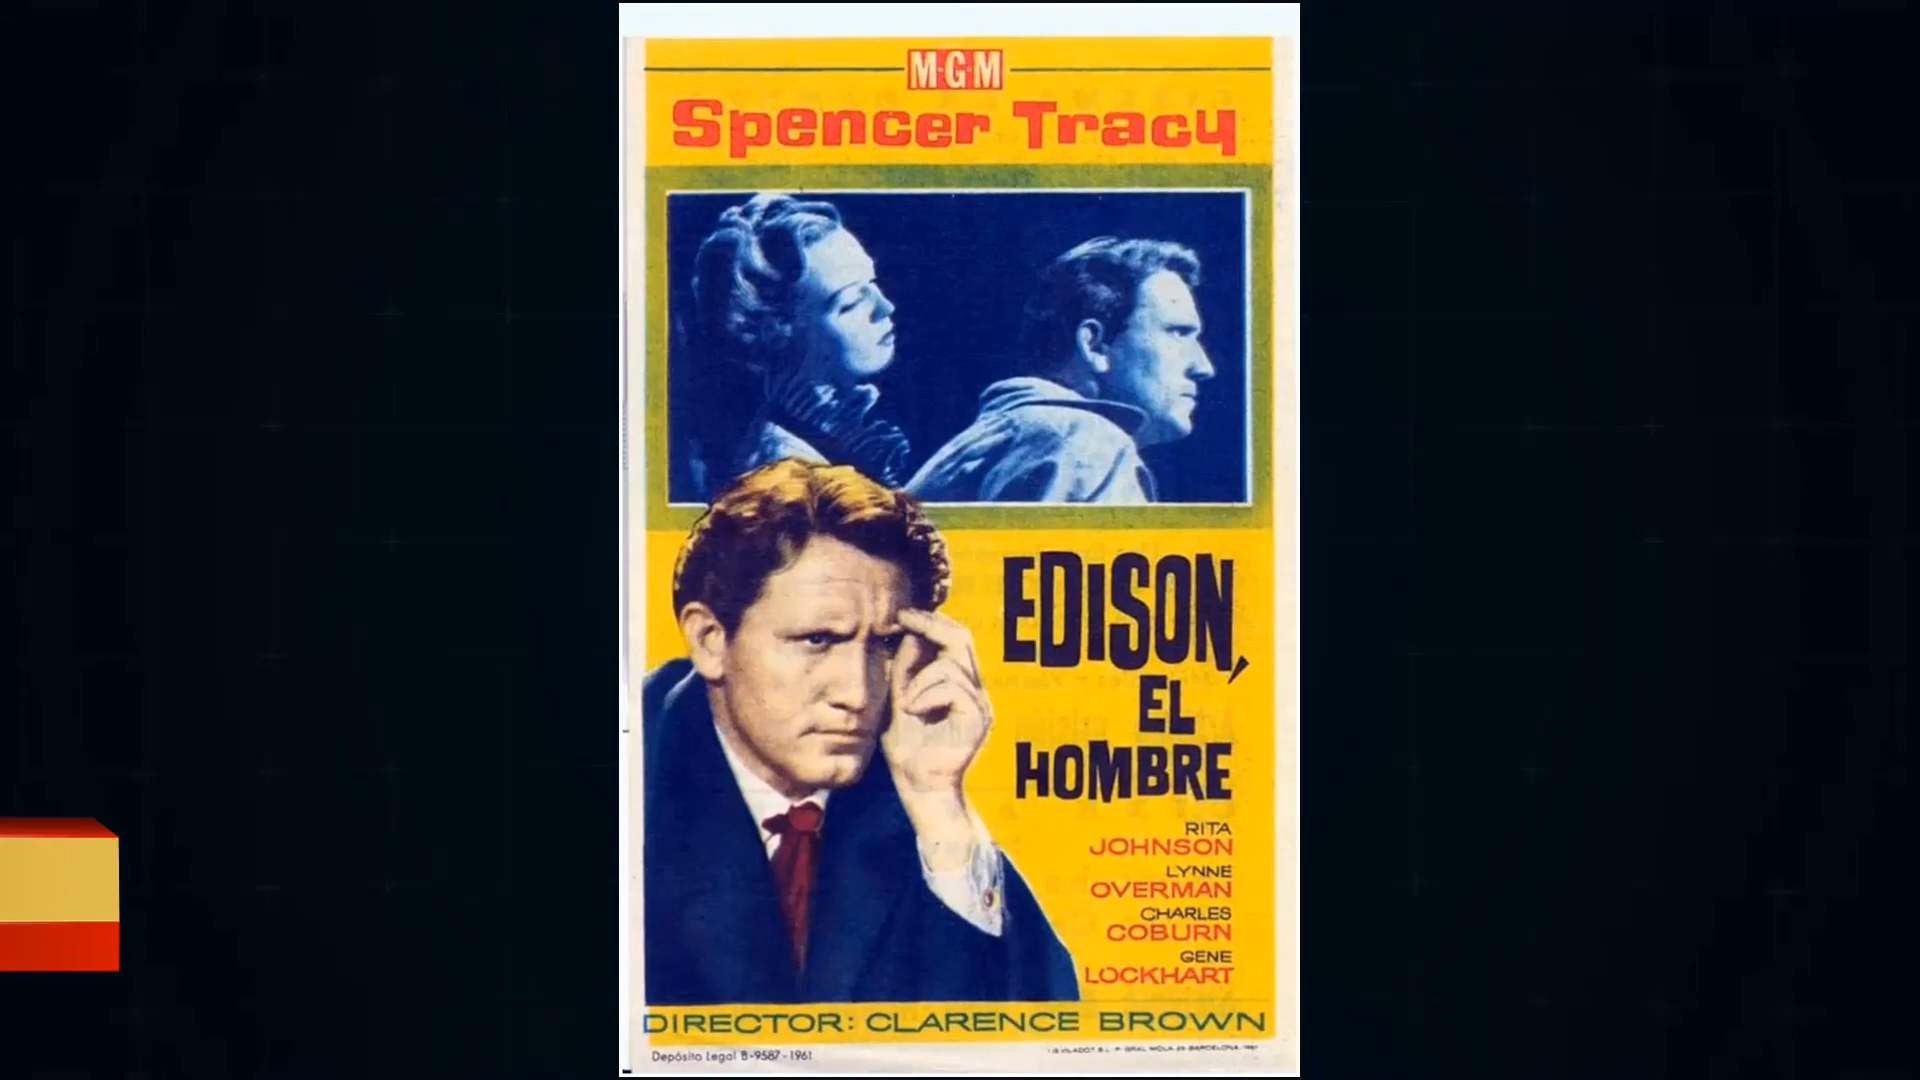 M-G-M
Spencer Tracy
EDISON,
EL
HOMBRE
RITA
JOHNSON
LYNNE
OVERMAN
CHARLES
COBURN
GENE
LOCKHART
DIRECTOR: CLARENCE BROWN
Depósito Legal B-9587-1961